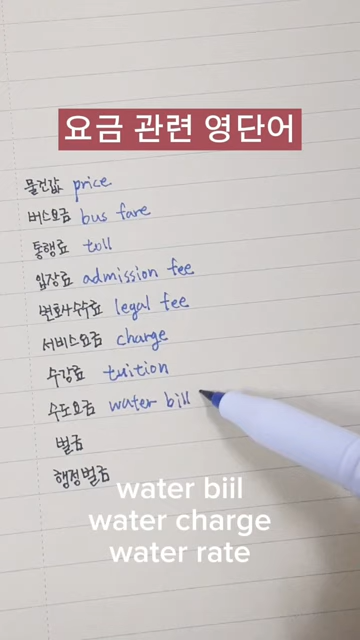 요금 관련 영단어
물건값 price
버스요금 bus fare
통행료 toll
입장료 admission fee
변호사수수료 legal fee
서비스요금 charge
수강료 tuition
수도요금 water bill
벌금
행정벌금
water biil
water charge
water rate